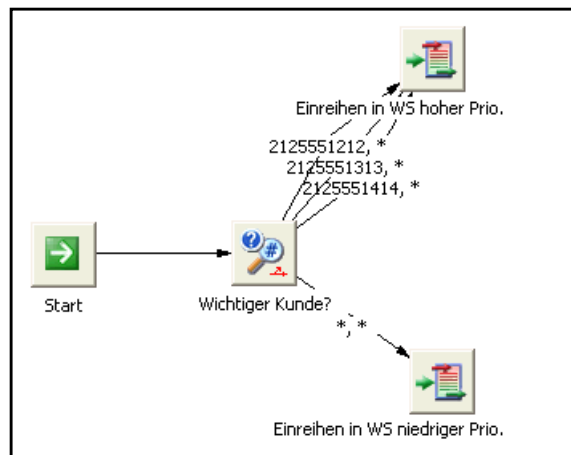 Einreihen in WS hoher Prio.
2125551212, *
2125551313, *
2125551414, *
Start
Wichtiger Kunde?
*, *
Einreihen in WS niedriger Prio.